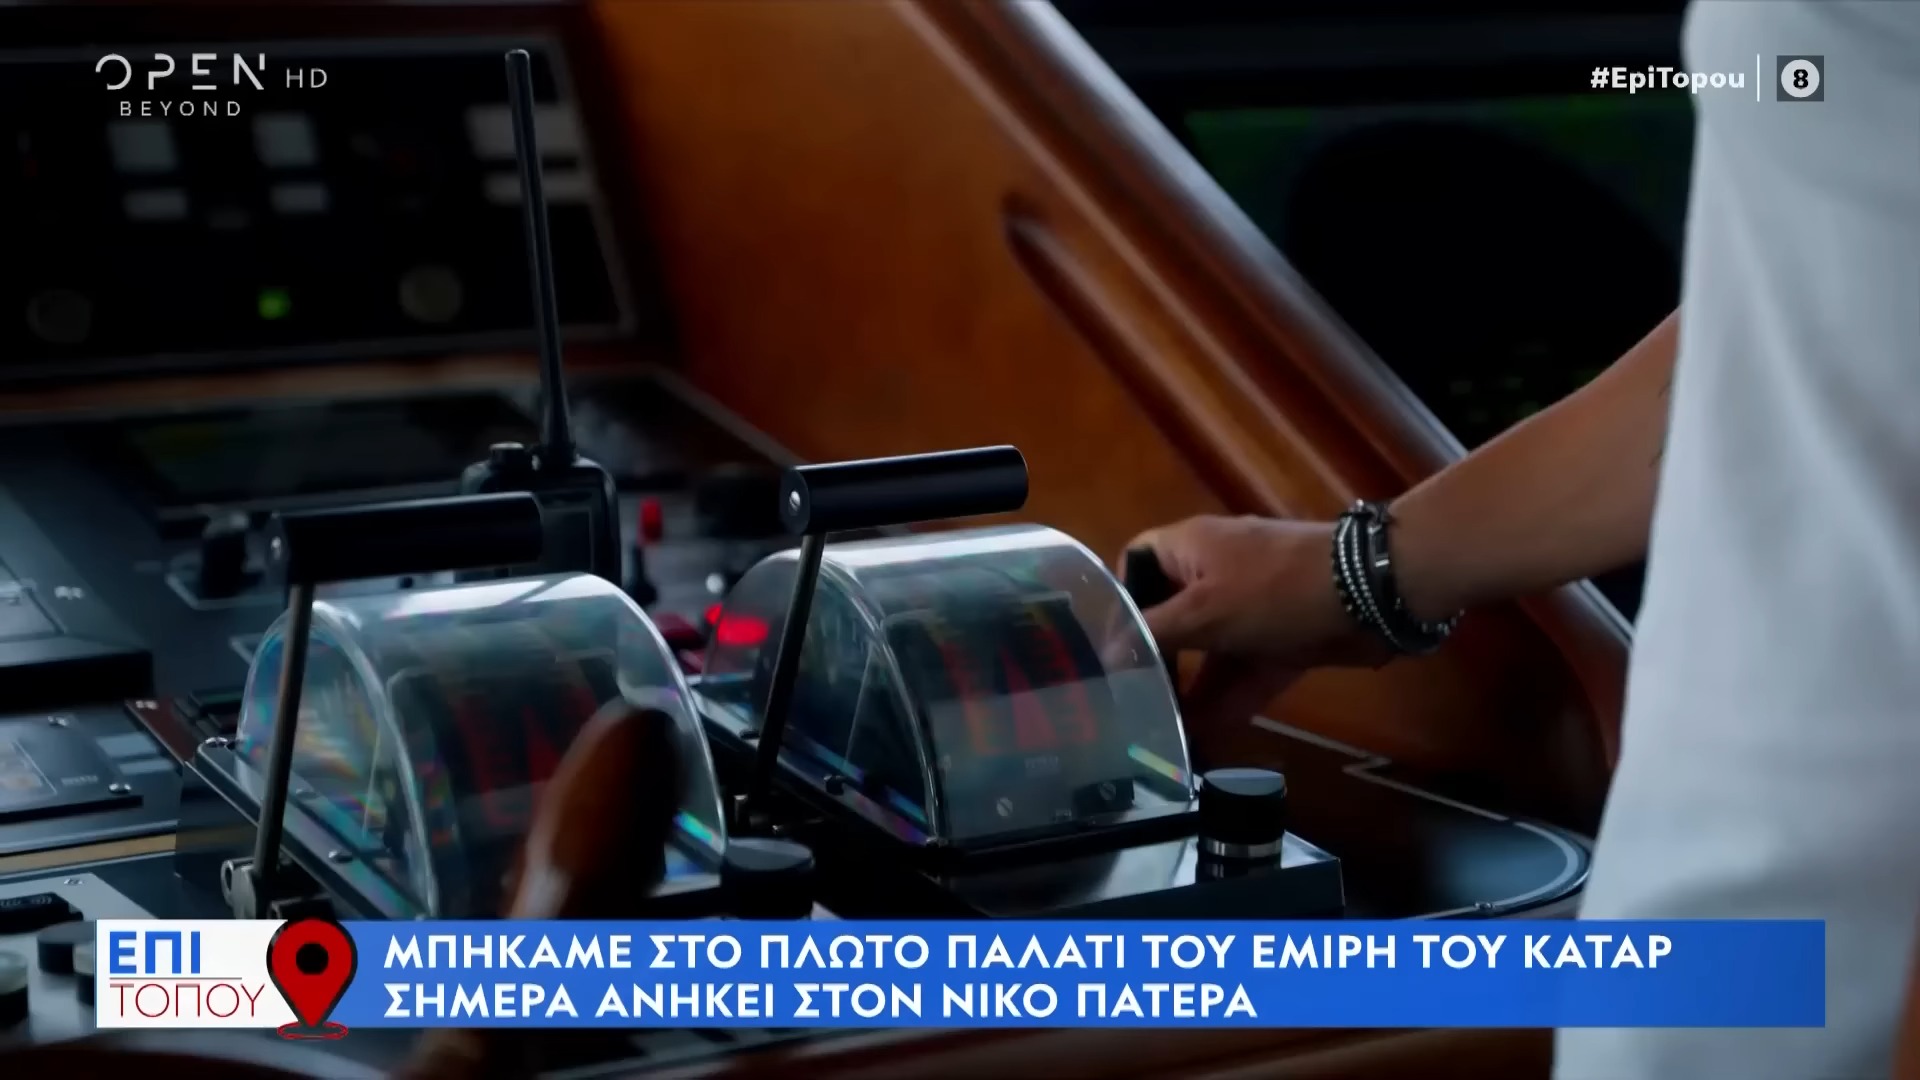 OPEN HD
BEYOND
#EpiTopou
8
ΕΠΙ
ΤΟΠΟΥ
ΜΠΗΚΑΜΕ ΣΤΟ ΠΛΩΤΟ ΠΑΛΑΤΙ ΤΟΥ ΕΜΙΡΗ ΤΟΥ ΚΑΤΑΡ
ΣΗΜΕΡΑ ΑΝΗΚΕΙ ΣΤΟΝ ΝΙΚΟ ΠΑΤΕΡΑ